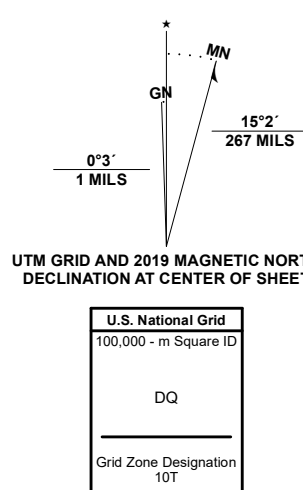 ★
MN
GN
15°2´
267 MILS
0°3´
1 MILS
UTM GRID AND 2019 MAGNETIC NORT
DECLINATION AT CENTER OF SHEET
U.S. National Grid
100,000 - m Square ID
DQ
Grid Zone Designation
10T